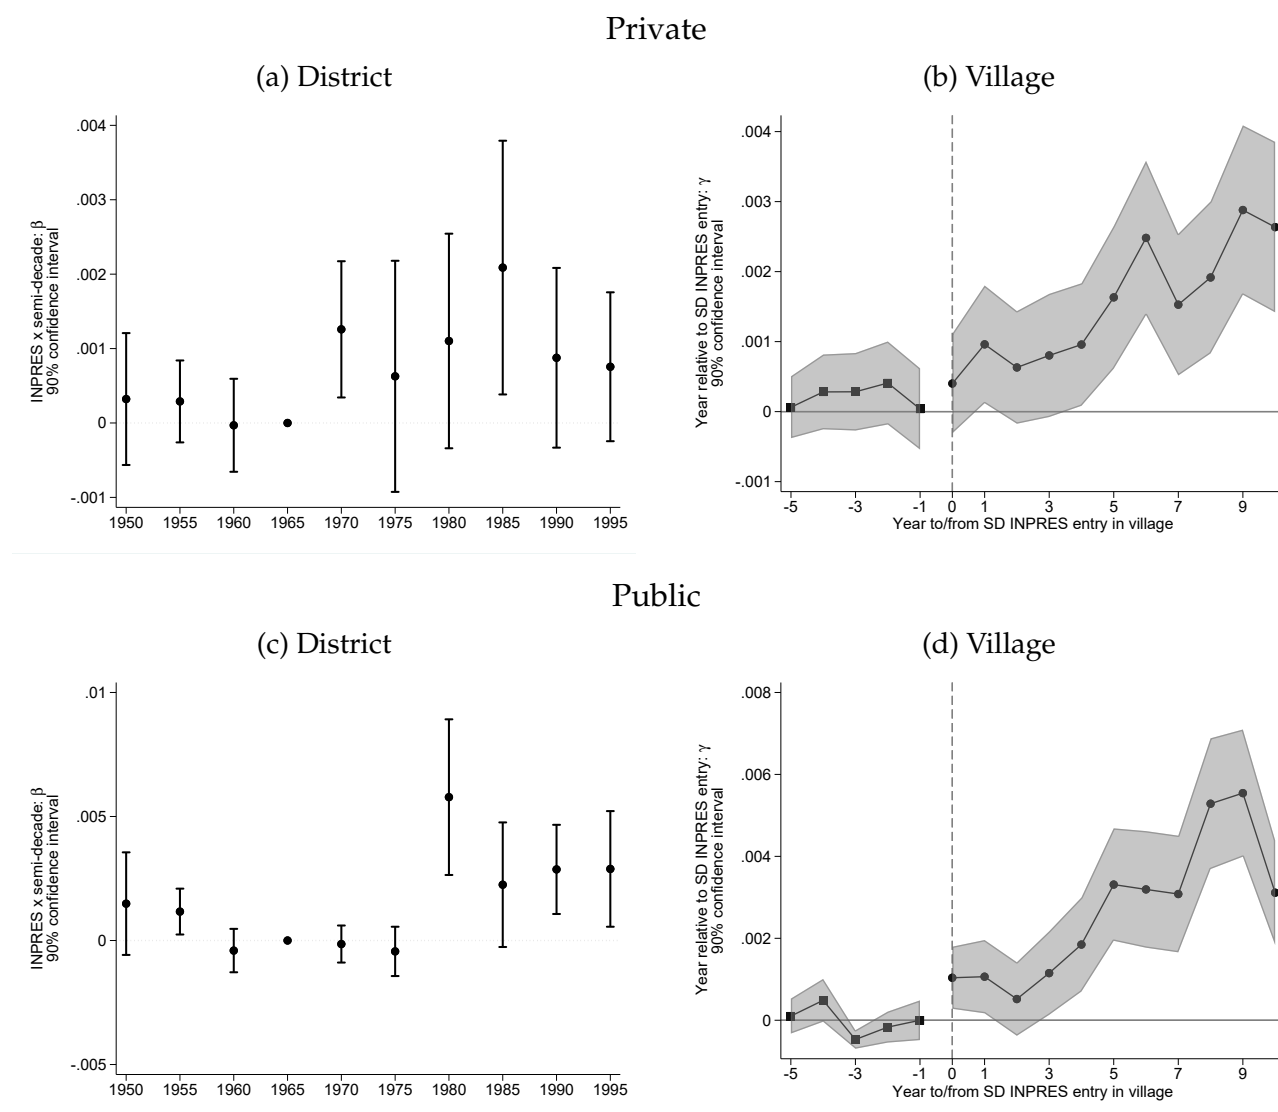 Private
(a) District
(b) Village
.004
.003
.002
.001
0
-.001
INPRES x semi-decade: β
90% confidence interval
1950 1955 1960 1965 1970 1975 1980 1985 1990 1995
.004
.003
.002
.001
0
-.001
Year relative to SD INPRES entry: γ
90% confidence interval
-5 -3 -1 0 1 3 5 7 9
Year to/from SD INPRES entry in village
Public
(c) District
(d) Village
.01
.005
0
-.005
INPRES x semi-decade: β
90% confidence interval
1950 1955 1960 1965 1970 1975 1980 1985 1990 1995
.008
.006
.004
.002
0
Year relative to SD INPRES entry: γ
90% confidence interval
-5 -3 -1 0 1 3 5 7 9
Year to/from SD INPRES entry in village